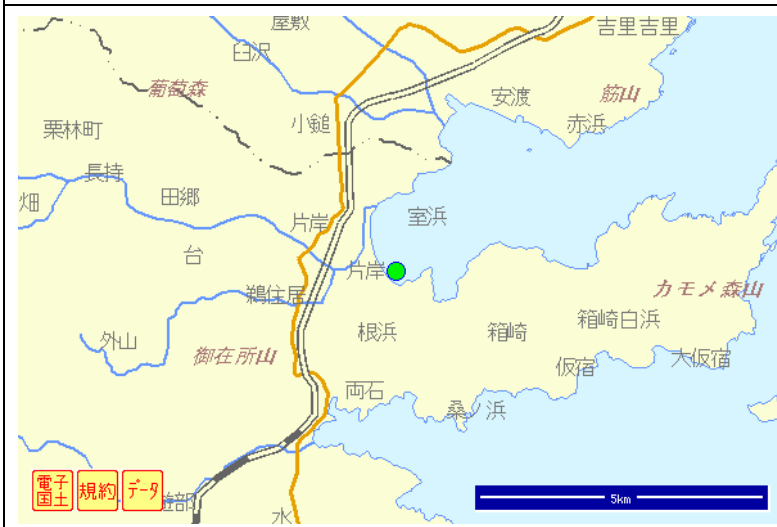 屋敷
吉里吉里
臼沢
葡萄森
安渡
筋山
小鎚
赤浜
栗林町
長持
畑
田郷
片岸
室浜
台
片岸
鵜住居
カモメ森山
根浜
箱崎
箱崎白浜
外山
御在所山
仮宿
大仮宿
両石
桑ノ浜
電子
国土
規約
データ
5km
水